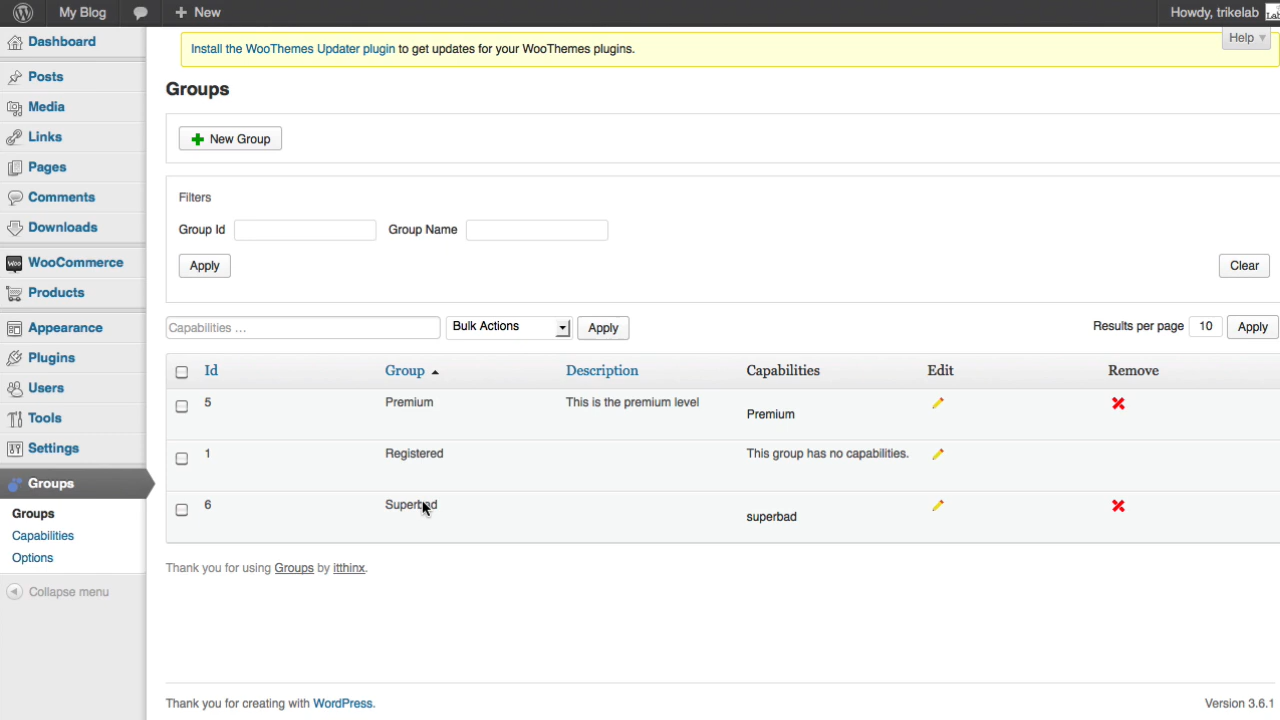 My Blog New Howdy, trikelab
Help
Dashboard
Posts
Media
Links
Pages
Comments
Downloads
WooCommerce
Products
Appearance
Plugins
Users
Tools
Settings
Groups
Groups
Capabilities
Options
Collapse menu
Install the WooThemes Updater plugin to get updates for your WooThemes plugins.
Groups
New Group
Filters
Group Id Group Name
Apply Clear
Capabilities ... Bulk Actions Apply Results per page 10 Apply
Id Group Description Capabilities Edit Remove
5 Premium This is the premium level Premium
1 Registered This group has no capabilities.
6 Superbad superbad
Thank you for using Groups by itthinx.
Thank you for creating with WordPress. Version 3.6.1